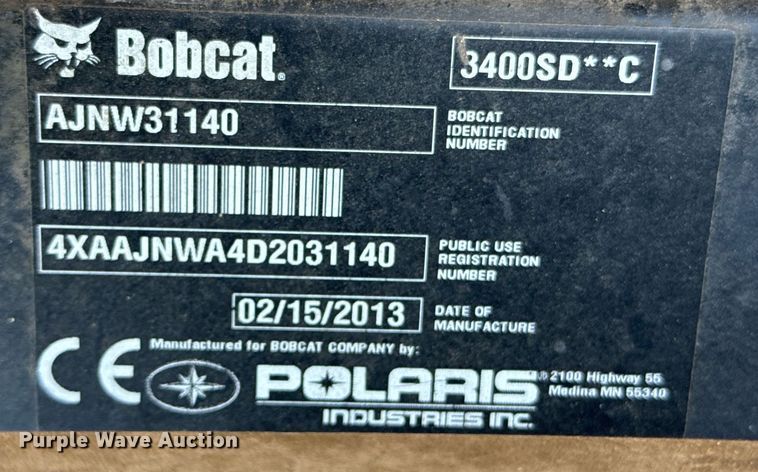 Bobcat®
3400SD**C
AJNW31140
BOBCAT
IDENTIFICATION
NUMBER
4XAAJNWA4D2031140
PUBLIC USE
REGISTRATION
NUMBER
02/15/2013
DATE OF
MANUFACTURE
CE
Manufactured for BOBCAT COMPANY by:
POLARIS®
INDUSTRIES INC.
2100 Highway 55
Medina MN 55340
Purple Wave Auction